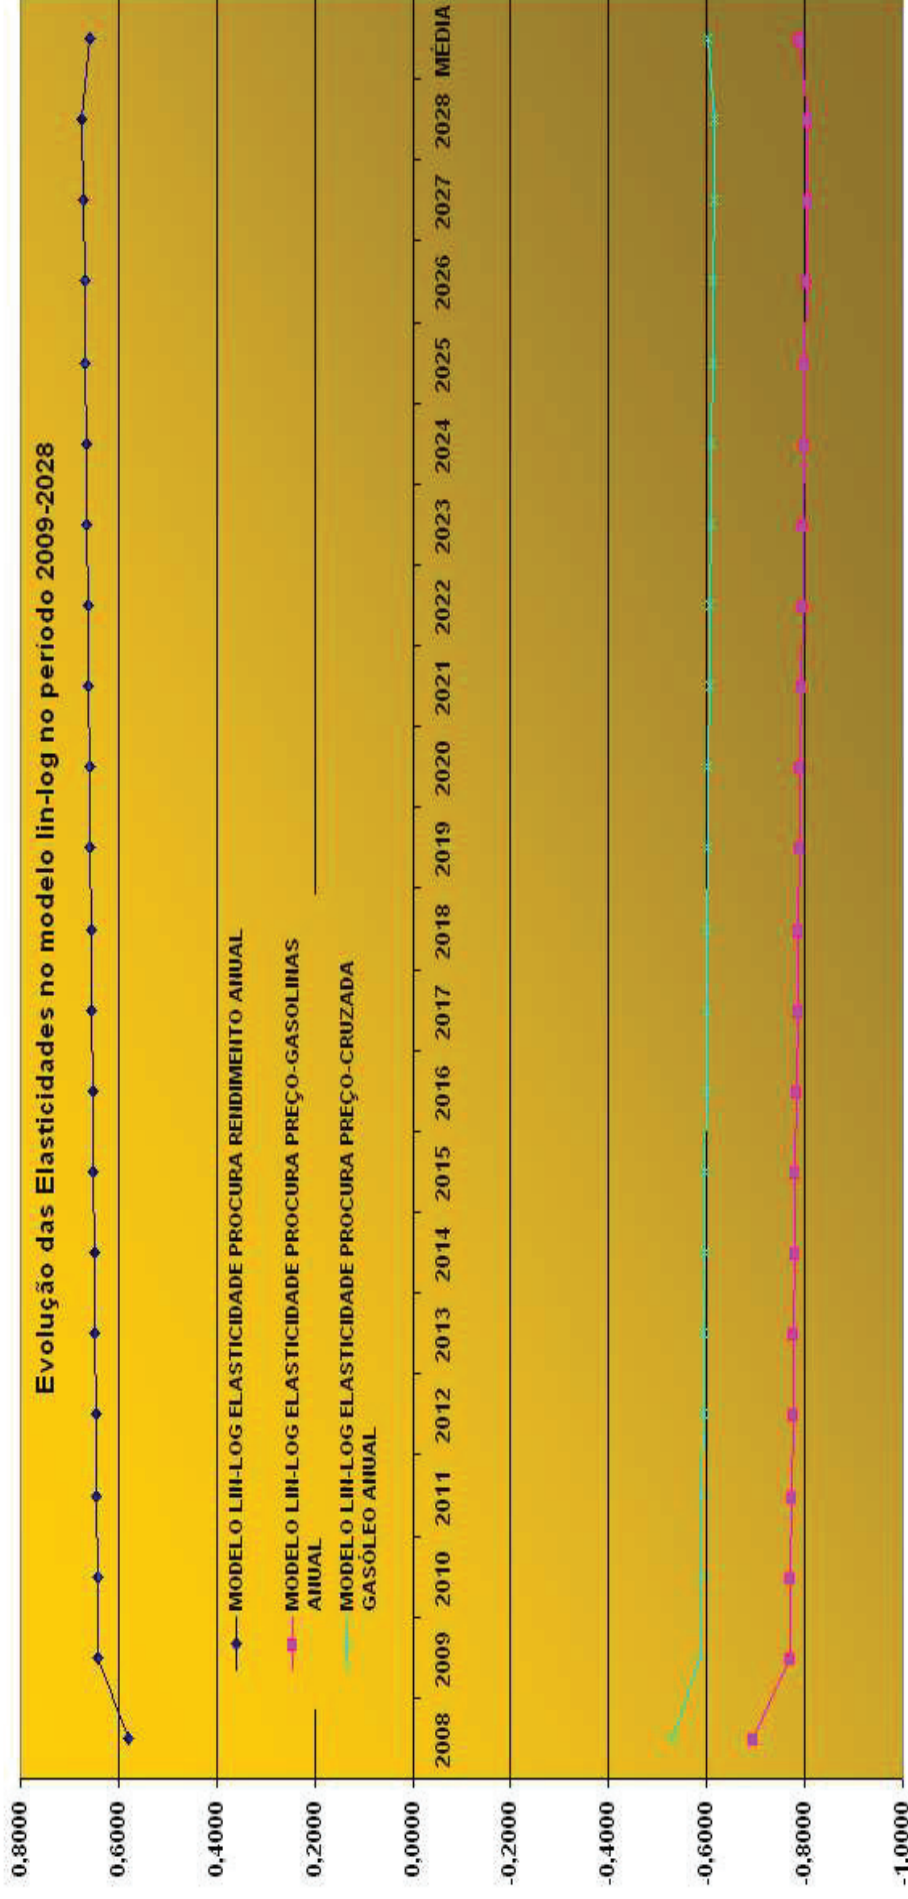 Evolução das Elasticidades no modelo lin-log no período 2009-2028
0,8000
0,6000
0,4000
0,2000
0,0000
-0,2000
-0,4000
-0,6000
-0,8000
-1,0000
2008 2009 2010 2011 2012 2013 2014 2015 2016 2017 2018 2019 2020 2021 2022 2023 2024 2025 2026 2027 2028 MÉDIA
MODELO LIN-LOG ELASTICIDADE PROCURA RENDIMENTO ANUAL
MODELO LIN-LOG ELASTICIDADE PROCURA PREÇO-GASOLINAS
ANUAL
MODELO LIN-LOG ELASTICIDADE PROCURA PREÇO-CRUZADA
GASÓLEO ANUAL